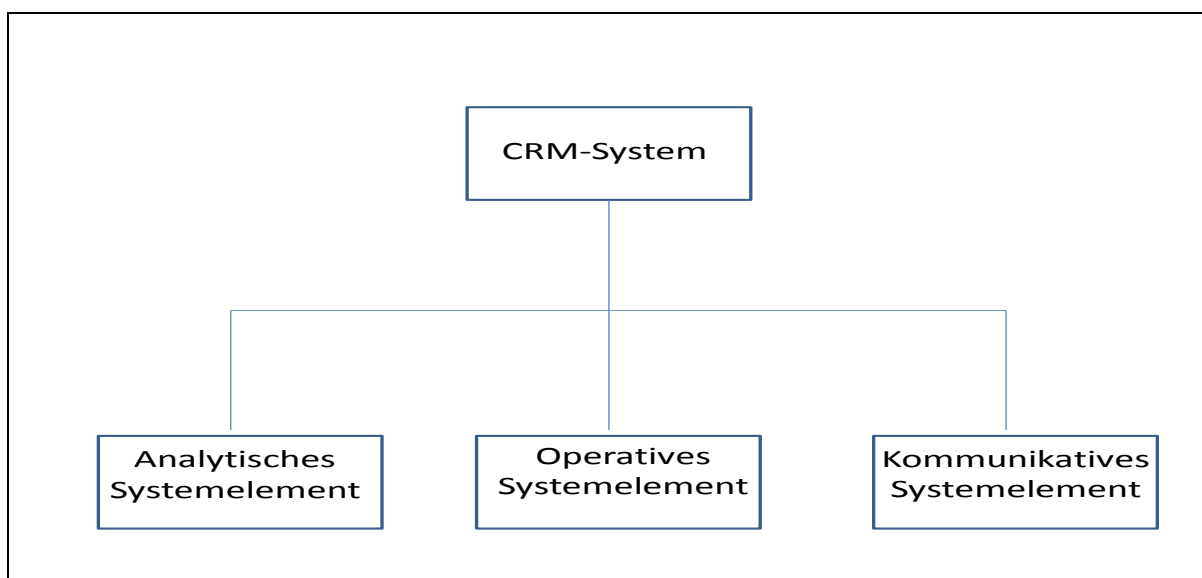 CRM-System
Analytisches
Systemelement
Operatives
Systemelement
Kommunikatives
Systemelement